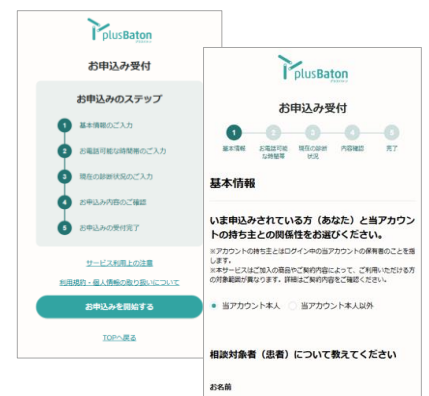 plusBaton
お申込み受付
お申込みのステップ
1 基本情報のご入力
2 お電話可能な時間帯のご入力
3 現在の診断状況のご入力
4 お申込み内容のご確認
5 お申込みの受付完了
サービス利用上の注意
利用規約・個人情報の取り扱いについて
お申込みを開始する
TOPへ戻る
plusBaton
お申込み受付
1 2 3 4 5
基本情報 お電話可能 現在の診断 内容確認 完了
な時間帯 状況
基本情報
いま申込みされている方（あなた）と当アカウン
トの持ち主との関係性をお選びください。
※アカウントの持ち主とはログイン中の当アカウントの保有者のことを指
します。
※本サービスはご加入の商品やご契約内容によって、ご利用いただける方
の対象範囲が異なります。詳細はご契約内容をご確認ください。
当アカウント本人 当アカウント本人以外
相談対象者（患者）について教えてください
お名前